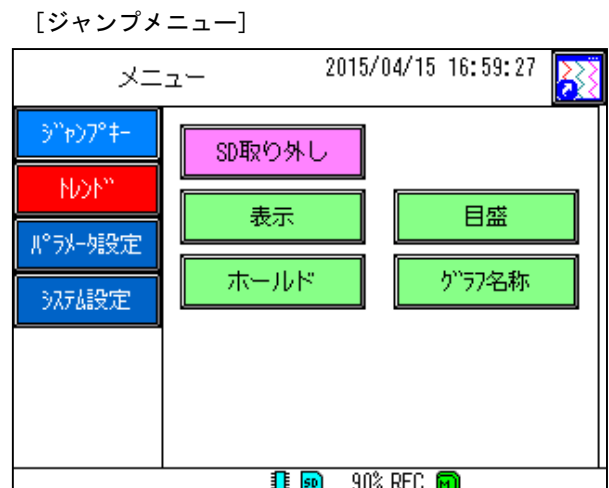 [ジャンプメニュー]
メニュー 2015/04/15 16:59:27
ジャンプキー
SD取り外し
トレンド
表示 目盛
パラメータ設定
ホールド グラフ名称
システム設定
SD 90% REC M